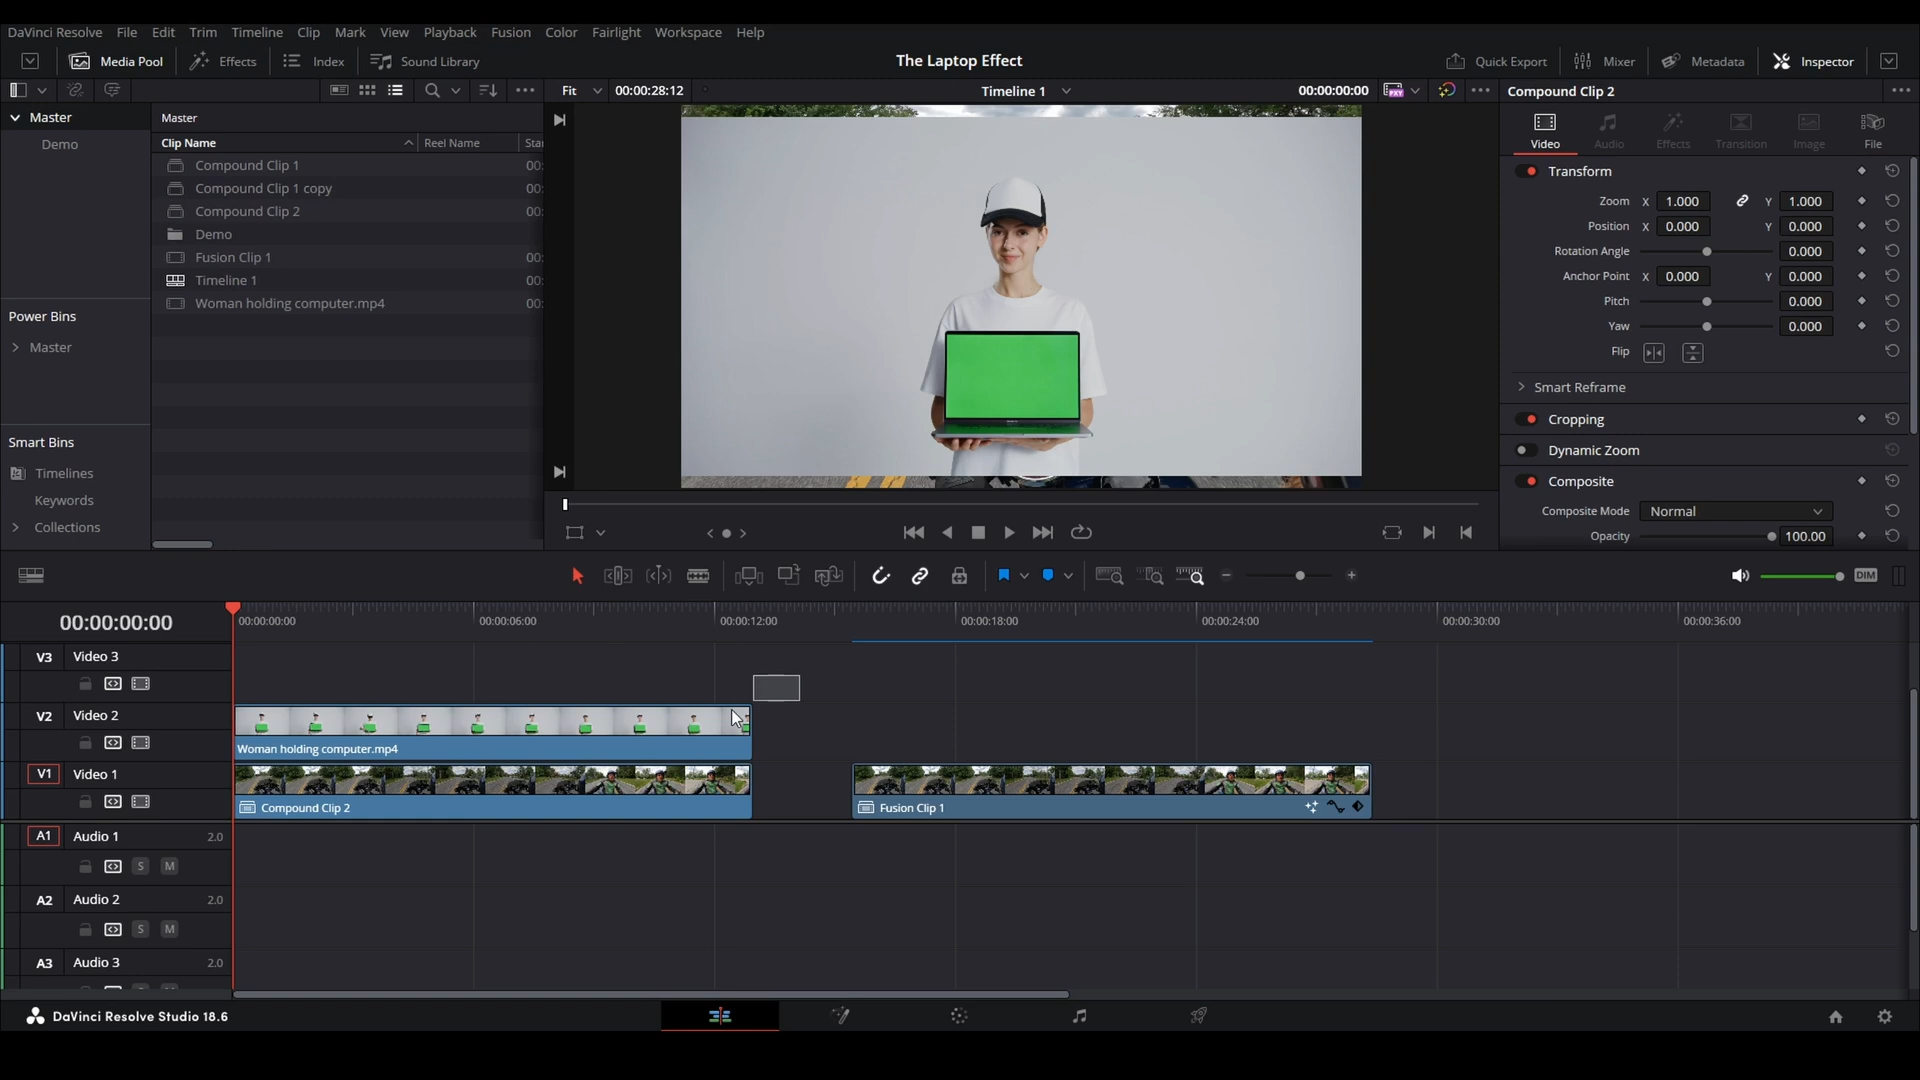 DaVinci Resolve File Edit Trim Timeline Clip Mark View Playback Fusion Color Fairlight Workspace Help
Media Pool Effects Index Sound Library The Laptop Effect Quick Export Mixer Metadata Inspector
Fit 00:00:28:12 Timeline 1 00:00:00:00 Compound Clip 2
Master
Demo
Power Bins
Master
Smart Bins
Timelines
Keywords
Collections
Master
Clip Name Reel Name
Compound Clip 1 00:
Compound Clip 1 copy 00:
Compound Clip 2 00:
Demo
Fusion Clip 1 00:
Timeline 1 00:
Woman holding computer.mp4 00:
Video Audio Effects Transition Image File
Transform
Zoom X 1.000 Y 1.000
Position X 0.000 Y 0.000
Rotation Angle 0.000
Anchor Point X 0.000 Y 0.000
Pitch 0.000
Yaw 0.000
Flip
Smart Reframe
Cropping
Dynamic Zoom
Composite
Composite Mode Normal
Opacity 100.00
DIM
00:00:00:00 00:00:00:00 00:00:06:00 00:00:12:00 00:00:18:00 00:00:24:00 00:00:30:00 00:00:36:00
V3 Video 3
V2 Video 2
Woman holding computer.mp4
V1 Video 1
Compound Clip 2 Fusion Clip 1
A1 Audio 1 2.0
S M
A2 Audio 2 2.0
S M
A3 Audio 3 2.0
DaVinci Resolve Studio 18.6